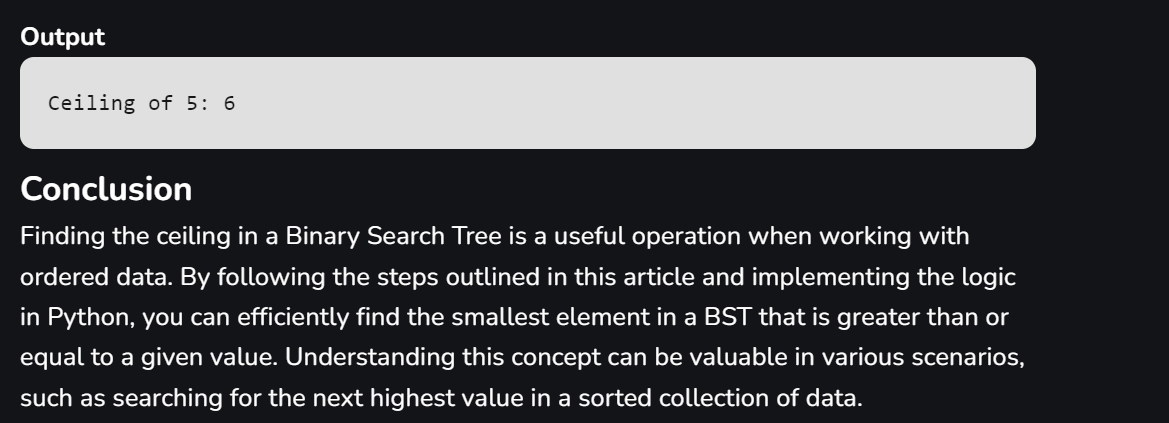 Output
Ceiling of 5: 6
Conclusion
Finding the ceiling in a Binary Search Tree is a useful operation when working with
ordered data. By following the steps outlined in this article and implementing the logic
in Python, you can efficiently find the smallest element in a BST that is greater than or
equal to a given value. Understanding this concept can be valuable in various scenarios,
such as searching for the next highest value in a sorted collection of data.